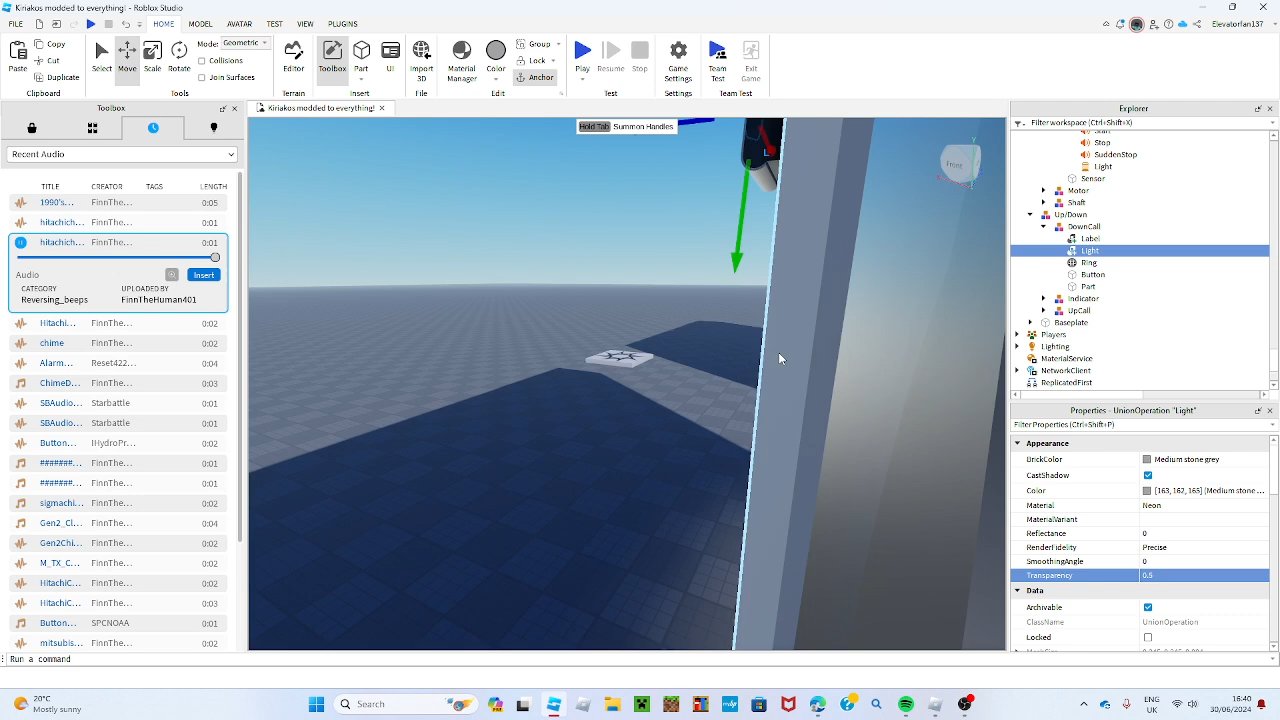 Kiriakos modded to everything! - Roblox Studio
FILE HOME MODEL AVATAR TEST VIEW PLUGINS Elevatorfan137
Paste Copy Cut Duplicate Clipboard
Select Move Scale Rotate Mode: Geometric Collisions Join Surfaces Tools
Editor Terrain
Toolbox Part UI Insert
Import 3D File
Material Manager Color Group Lock Anchor Edit
Play Resume Stop Test
Game Settings Settings
Team Test Exit Game Team Test
Toolbox
Kiriakos modded to everything!
Hold Tab Summon Handles
Front
Recent Audio
TITLE CREATOR TAGS LENGTH
1990's... FinnThe... 0:05
hitachich... FinnThe... 0:01
hitachich... FinnThe... 0:01
Audio Insert
CATEGORY UPLOADED BY
Reversing_beeps FinnTheHuman401
Hitachi... FinnThe... 0:02
chime FinnThe... 0:02
Alarm... Reset422... 0:04
ChimeD... FinnThe... 0:03
SBAudio... Starbattle 0:02
SBAudio... Starbattle 0:01
Button... IHydroPr... 0:02
#######... FinnThe... 0:01
#######... FinnThe... 0:01
sigmachi... FinnThe... 0:02
Gen2_Cl... FinnThe... 0:04
Gen2Chi... FinnThe... 0:02
M_TX_C... FinnThe... 0:02
HitachiC... FinnThe... 0:02
HitachiC... FinnThe... 0:03
Button... SPCNOAA 0:01
mitsubis... FinnThe... 0:02
Explorer
Filter workspace (Ctrl+Shift+X)
Start
Stop
SuddenStop
Light
Sensor
Motor
Shaft
Up/Down
DownCall
Label
Light
Ring
Button
Part
Indicator
UpCall
Baseplate
Players
Lighting
MaterialService
NetworkClient
ReplicatedFirst
Properties - UnionOperation "Light"
Filter Properties (Ctrl+Shift+P)
Appearance
BrickColor Medium stone grey
CastShadow
Color [163, 162, 165] (Medium stone ...
Material Neon
MaterialVariant
Reflectance 0
RenderFidelity Precise
SmoothingAngle 0
Transparency 0.5
Data
Archivable
ClassName UnionOperation
Locked
Run a command
20°C
Mostly sunny
Search
ENG
UK
16:40
30/06/2024